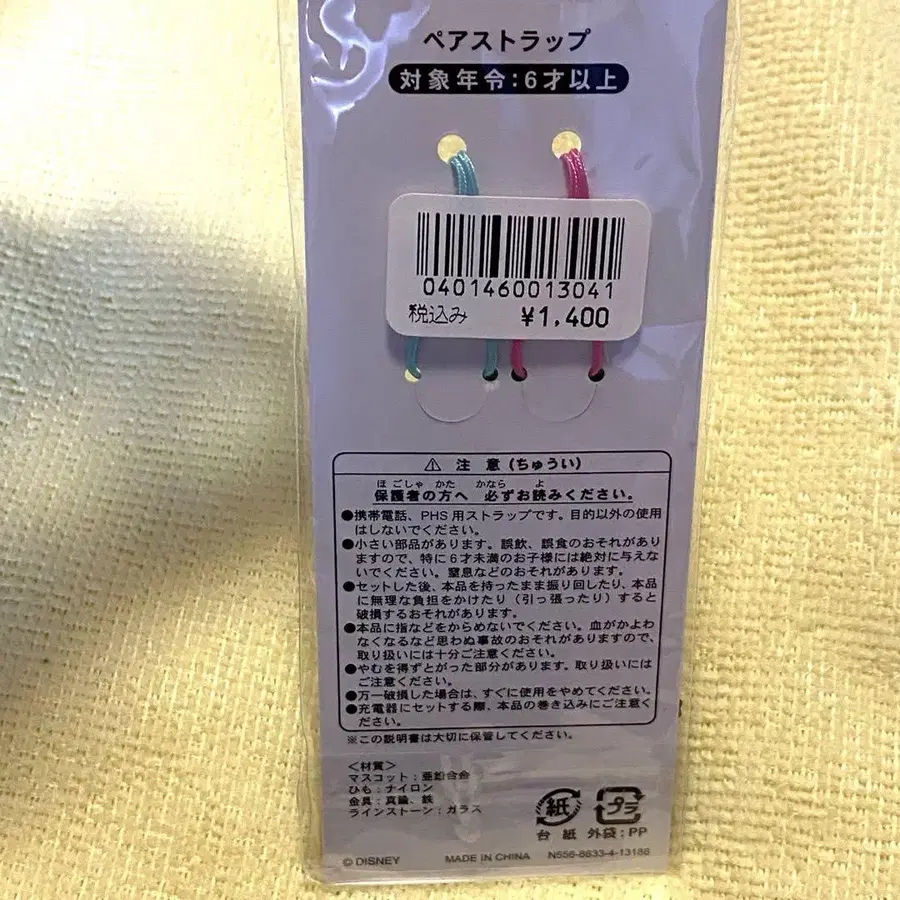 ペアストラップ
対象年令:6才以上
0401460013041
税込み ¥1,400
⚠ 注 意(ちゅうい)
ほごしゃ かた かなら よ
保護者の方へ 必ずお読みください。
●携帯電話、PHS用ストラップです。目的以外の使用
はしないでください。
●小さい部品があります。誤飲、誤食のおそれがあり
ますので、特に6才未満のお子様には絶対に与えな
いでください。窒息などのおそれがあります。
●セットした後、本品を持ったまま振り回したり、本品
に無理な負担をかけたり(引っ張ったり)すると
破損するおそれがあります。
●本品に指などをからめないでください。血がかよわ
なくなるなど思わぬ事故のおそれがありますので、
取り扱いには十分ご注意ください。
●やむを得ずとがった部分があります。取り扱いには
ご注意ください。
●万一破損した場合は、すぐに使用をやめてください。
●充電器にセットする際、本品の巻き込みにご注意く
ださい。
※この説明書は大切に保管してください。
<材質>
マスコット:亜鉛合金
ひも:ナイロン
金具:真鍮、鉄
ラインストーン:ガラス
紙 プラ
台 紙 外袋:PP
© DISNEY MADE IN CHINA N556-8633-4-13188